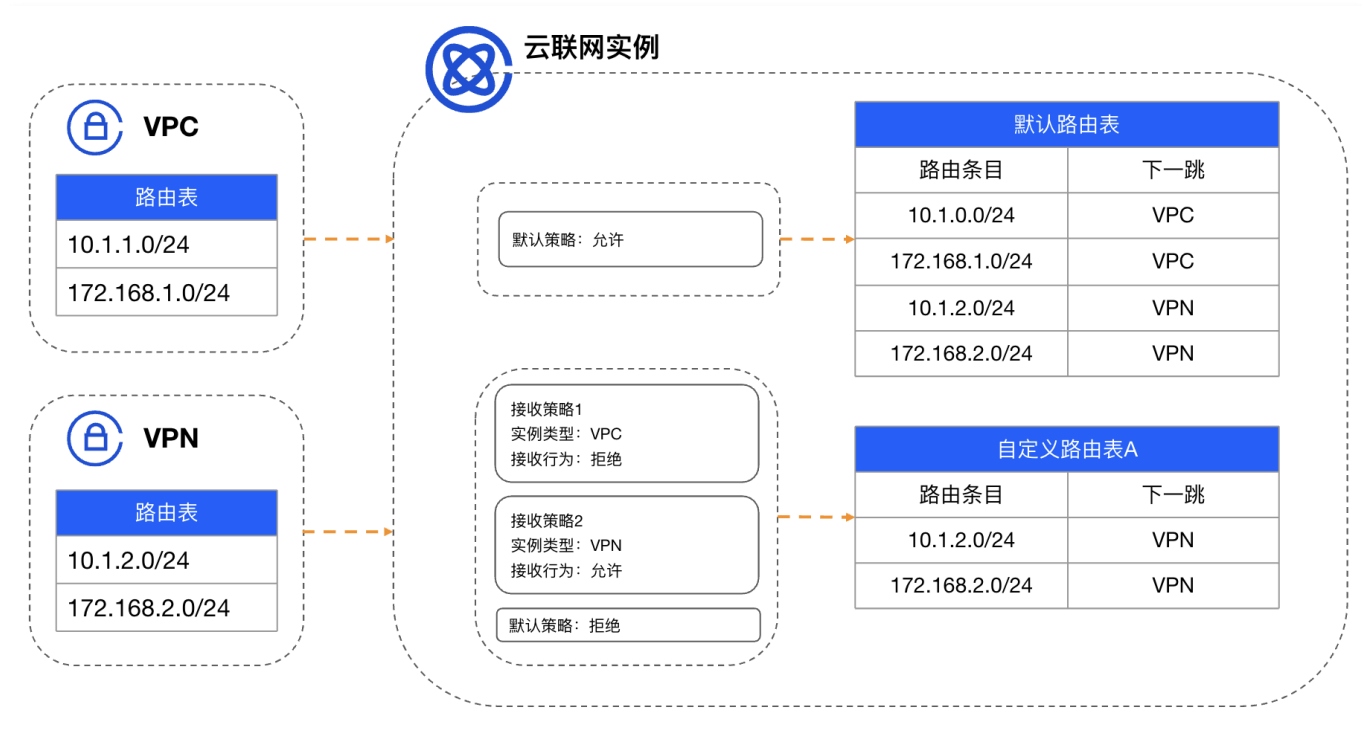 云联网实例
VPC
路由表
10.1.1.0/24
172.168.1.0/24
VPN
路由表
10.1.2.0/24
172.168.2.0/24
默认策略：允许
接收策略1
实例类型：VPC
接收行为：拒绝
接收策略2
实例类型：VPN
接收行为：允许
默认策略：拒绝
默认路由表
路由条目 下一跳
10.1.0.0/24 VPC
172.168.1.0/24 VPC
10.1.2.0/24 VPN
172.168.2.0/24 VPN
自定义路由表A
路由条目 下一跳
10.1.2.0/24 VPN
172.168.2.0/24 VPN